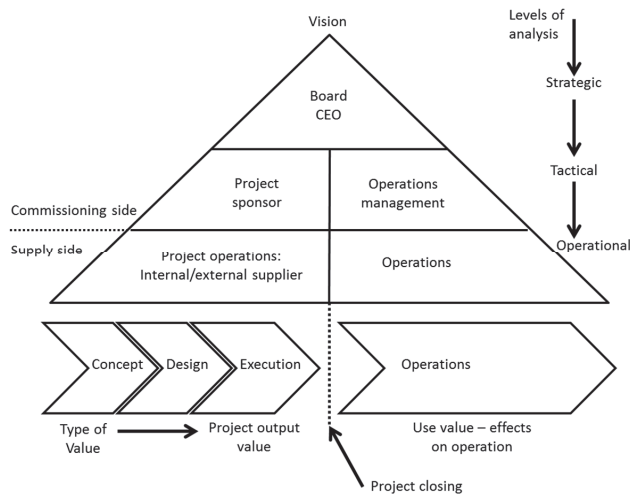 Vision
Levels of
analysis
Strategic
Board
CEO
Tactical
Project
sponsor
Operations
management
Commissioning side
Supply side
Operational
Project operations:
Internal/external supplier
Operations
Concept
Design
Execution
Operations
Type of
Value
Project output
value
Use value – effects
on operation
Project closing